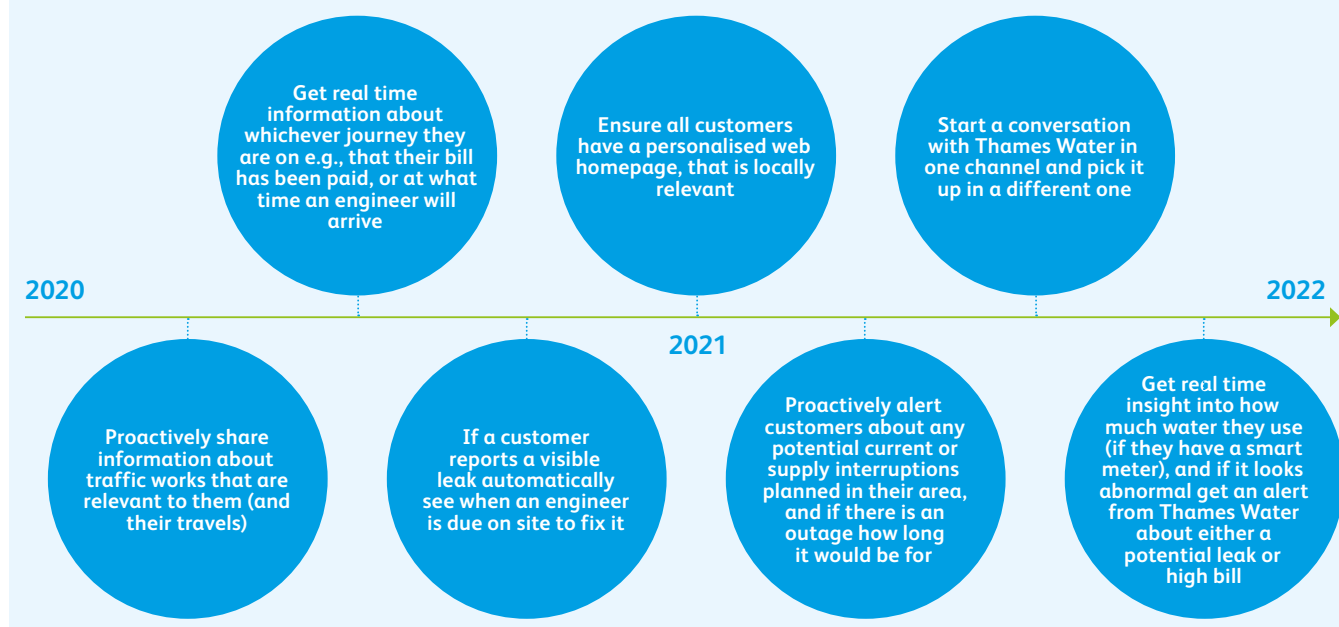 Get real time
information about
whichever journey they
are on e.g., that their bill
has been paid, or at what
time an engineer will
arrive
Ensure all customers
have a personalised web
homepage, that is locally
relevant
Start a conversation
with Thames Water in
one channel and pick it
up in a different one
2020
2022
2021
Proactively share
information about
traffic works that are
relevant to them (and
their travels)
If a customer
reports a visible
leak automatically
see when an engineer
is due on site to fix it
Proactively alert
customers about any
potential current or
supply interruptions
planned in their area,
and if there is an
outage how long
it would be for
Get real time
insight into how
much water they use
(if they have a smart
meter), and if it looks
abnormal get an alert
from Thames Water
about either a
potential leak or
high bill